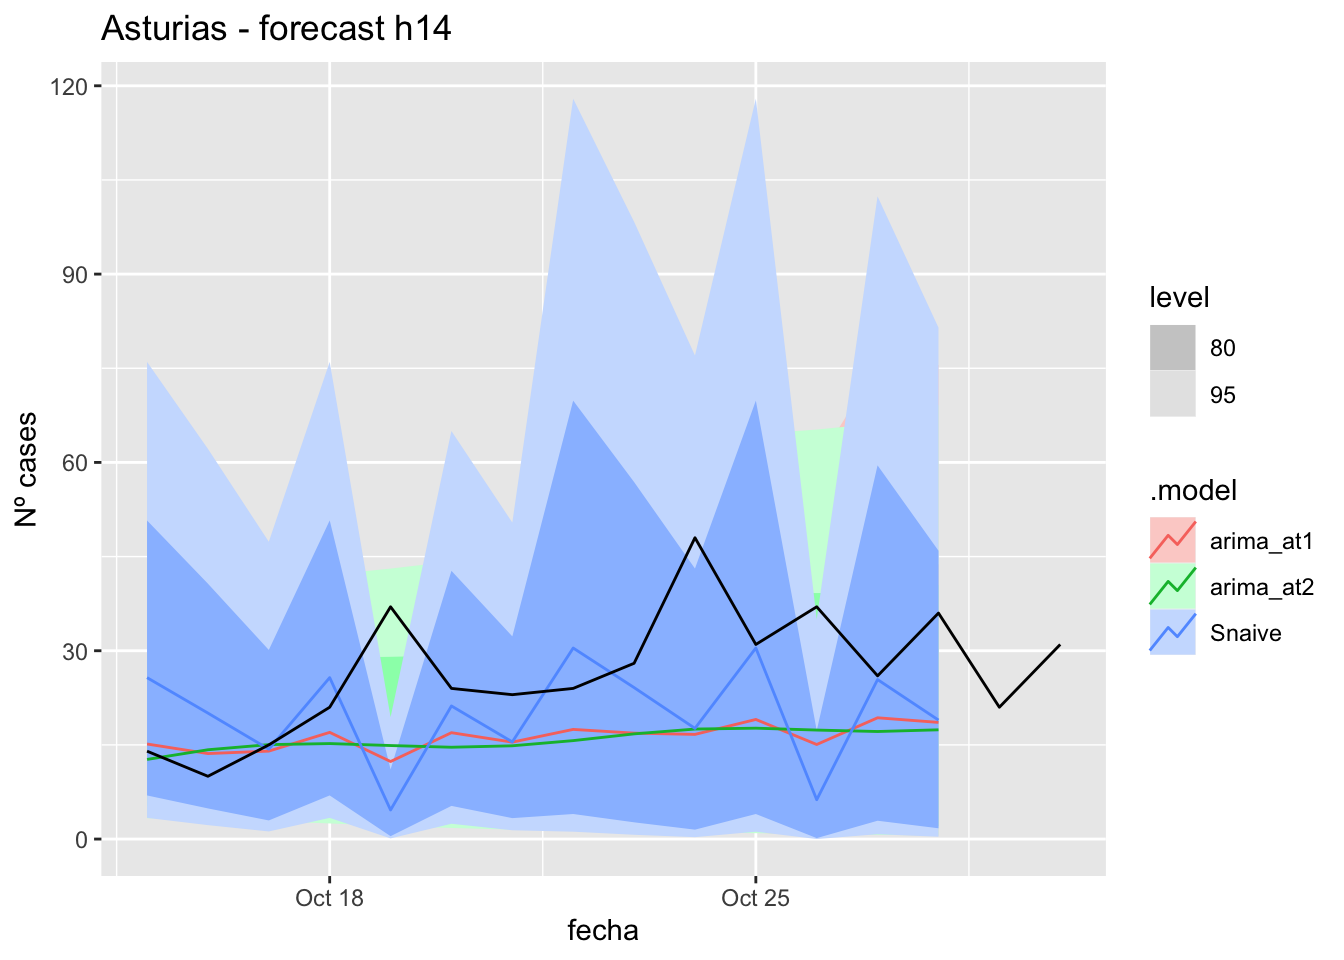 Asturias - forecast h14
120
90
60
30
0
Nº cases
Oct 18
Oct 25
fecha
level
80
95
.model
arima_at1
arima_at2
Snaive